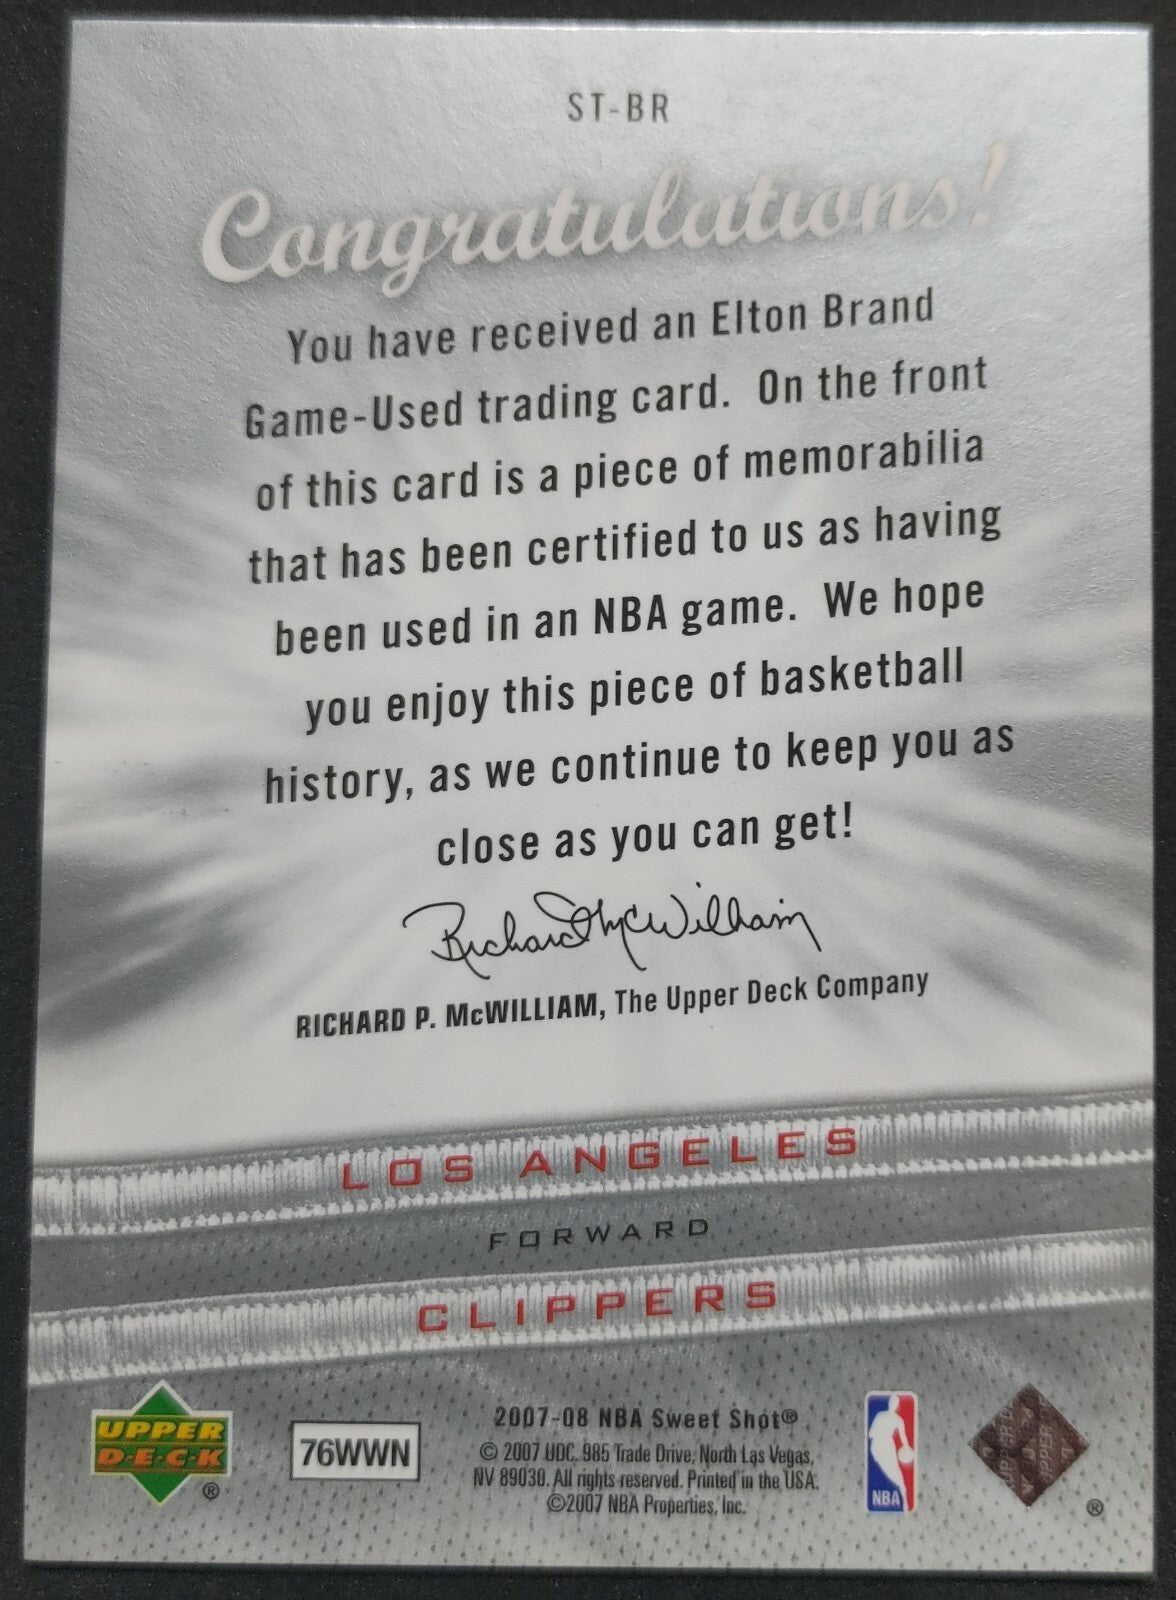 ST-BR
Congratulations!
You have received an Elton Brand
Game-Used trading card. On the front
of this card is a piece of memorabilia
that has been certified to us as having
been used in an NBA game. We hope
you enjoy this piece of basketball
history, as we continue to keep you as
close as you can get!
Richard P McWilliam
RICHARD P. McWILLIAM, The Upper Deck Company
LOS ANGELES
FORWARD
CLIPPERS
UPPER
DECK
®
76WWN
2007-08 NBA Sweet Shot®
© 2007 UDC. 985 Trade Drive, North Las Vegas,
NV 89030. All rights reserved. Printed in the USA.
©2007 NBA Properties, Inc.
NBA
®